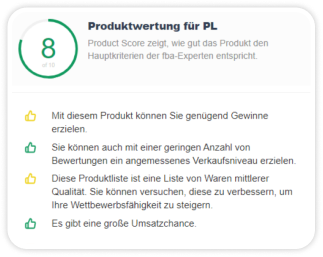 Produktwertung für PL
Product Score zeigt, wie gut das Produkt den
Hauptkriterien der fba-Experten entspricht.
8
of 10
Mit diesem Produkt können Sie genügend Gewinne
erzielen.
Sie können auch mit einer geringen Anzahl von
Bewertungen ein angemessenes Verkaufsniveau erzielen.
Diese Produktliste ist eine Liste von Waren mittlerer
Qualität. Sie können versuchen, diese zu verbessern, um
Ihre Wettbewerbsfähigkeit zu steigern.
Es gibt eine große Umsatzchance.